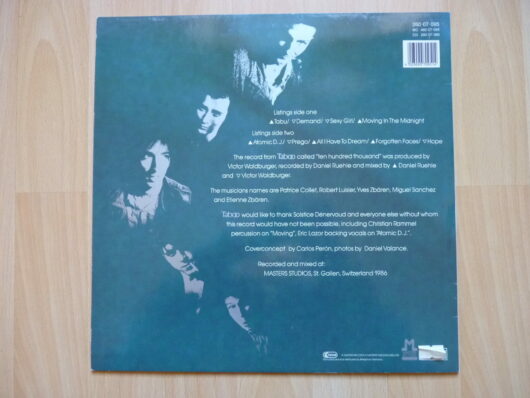 Listings side one
▲Tabu/ ▽Demand/ ▽Sexy Girl/ ▲Moving In The Midnight
Listings side two
▲Atomic D.J./ ▽Prego/ ▲All I Have To Dream/ ▲Forgotten Faces/ ▽Hope
The record from Taboo called "ten hundred thousand" was produced by
Victor Waldburger, recorded by Daniel Ruehle and mixed by ▲ Daniel Ruehle
and ▽ Victor Waldburger.
The musicians names are Patrice Collet, Robert Luisier, Yves Zbären, Miguel Sanchez
and Etienne Zbären.
would like to thank Solstice Dénervaud and everyone else without whom
this record would have not been possible, including Christian Rammel
percussion on "Moving", Eric Lazor backing vocals on "Atomic D.J.".
Coverconcept by Carlos Perón, photos by Daniel Valance.
Recorded and mixed at:
MASTERS STUDIOS, St. Gallen, Switzerland 1986